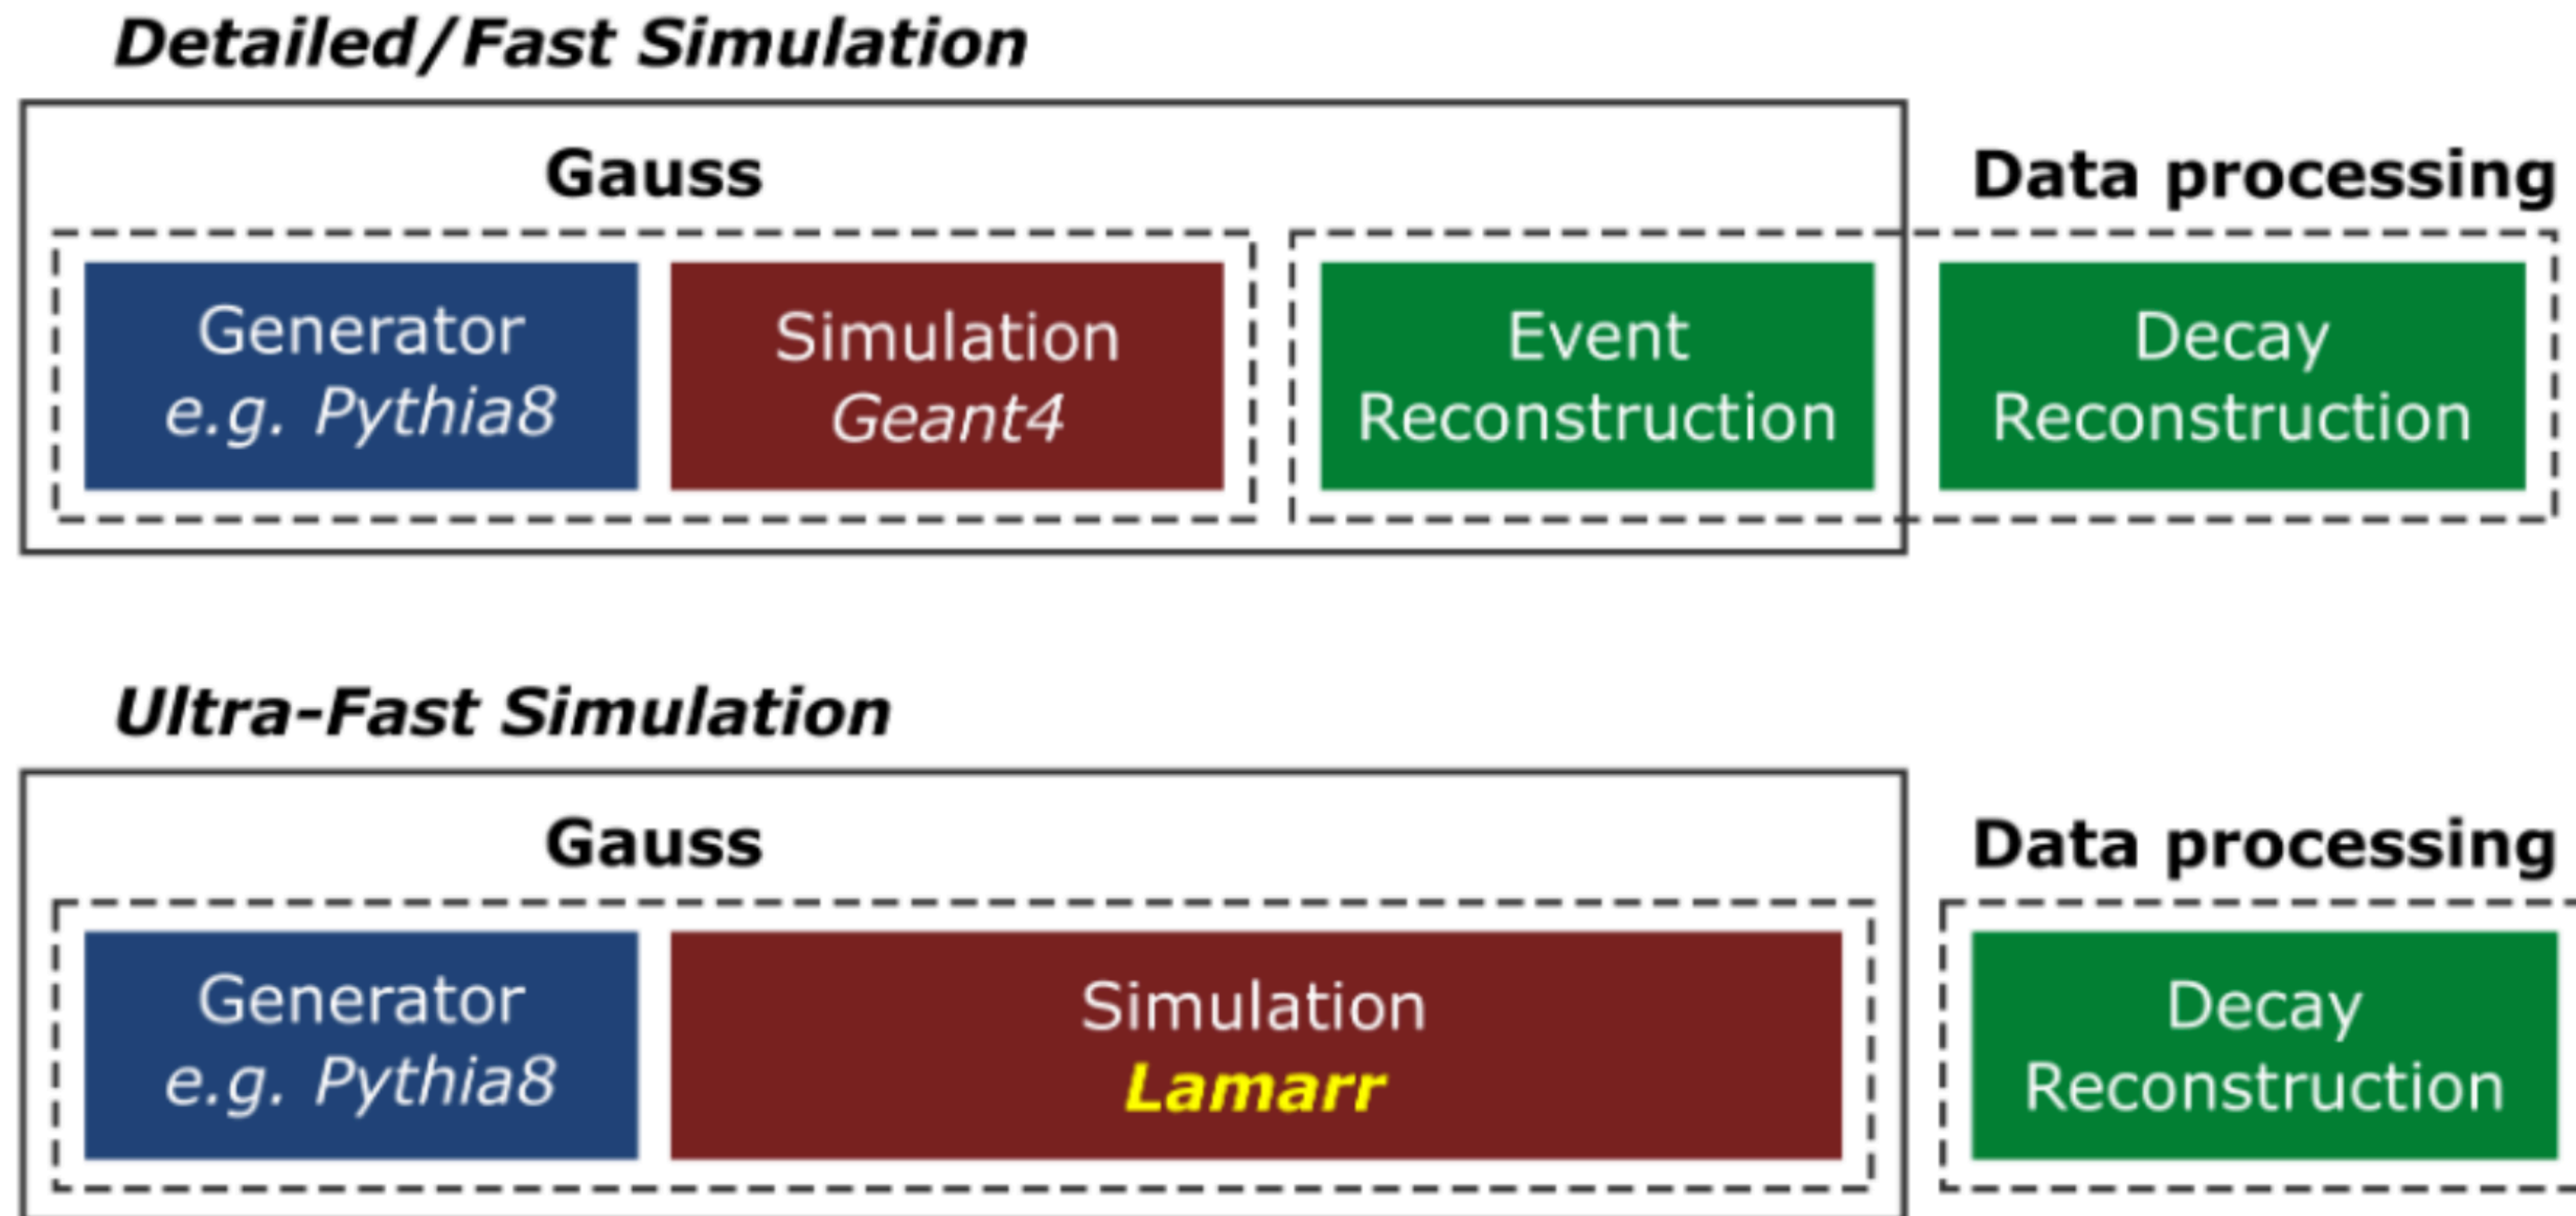 Detailed/Fast Simulation
Gauss
Data processing
Generator
e.g. Pythia8
Simulation
Geant4
Event
Reconstruction
Decay
Reconstruction
Ultra-Fast Simulation
Gauss
Data processing
Generator
e.g. Pythia8
Simulation
Lamarr
Decay
Reconstruction